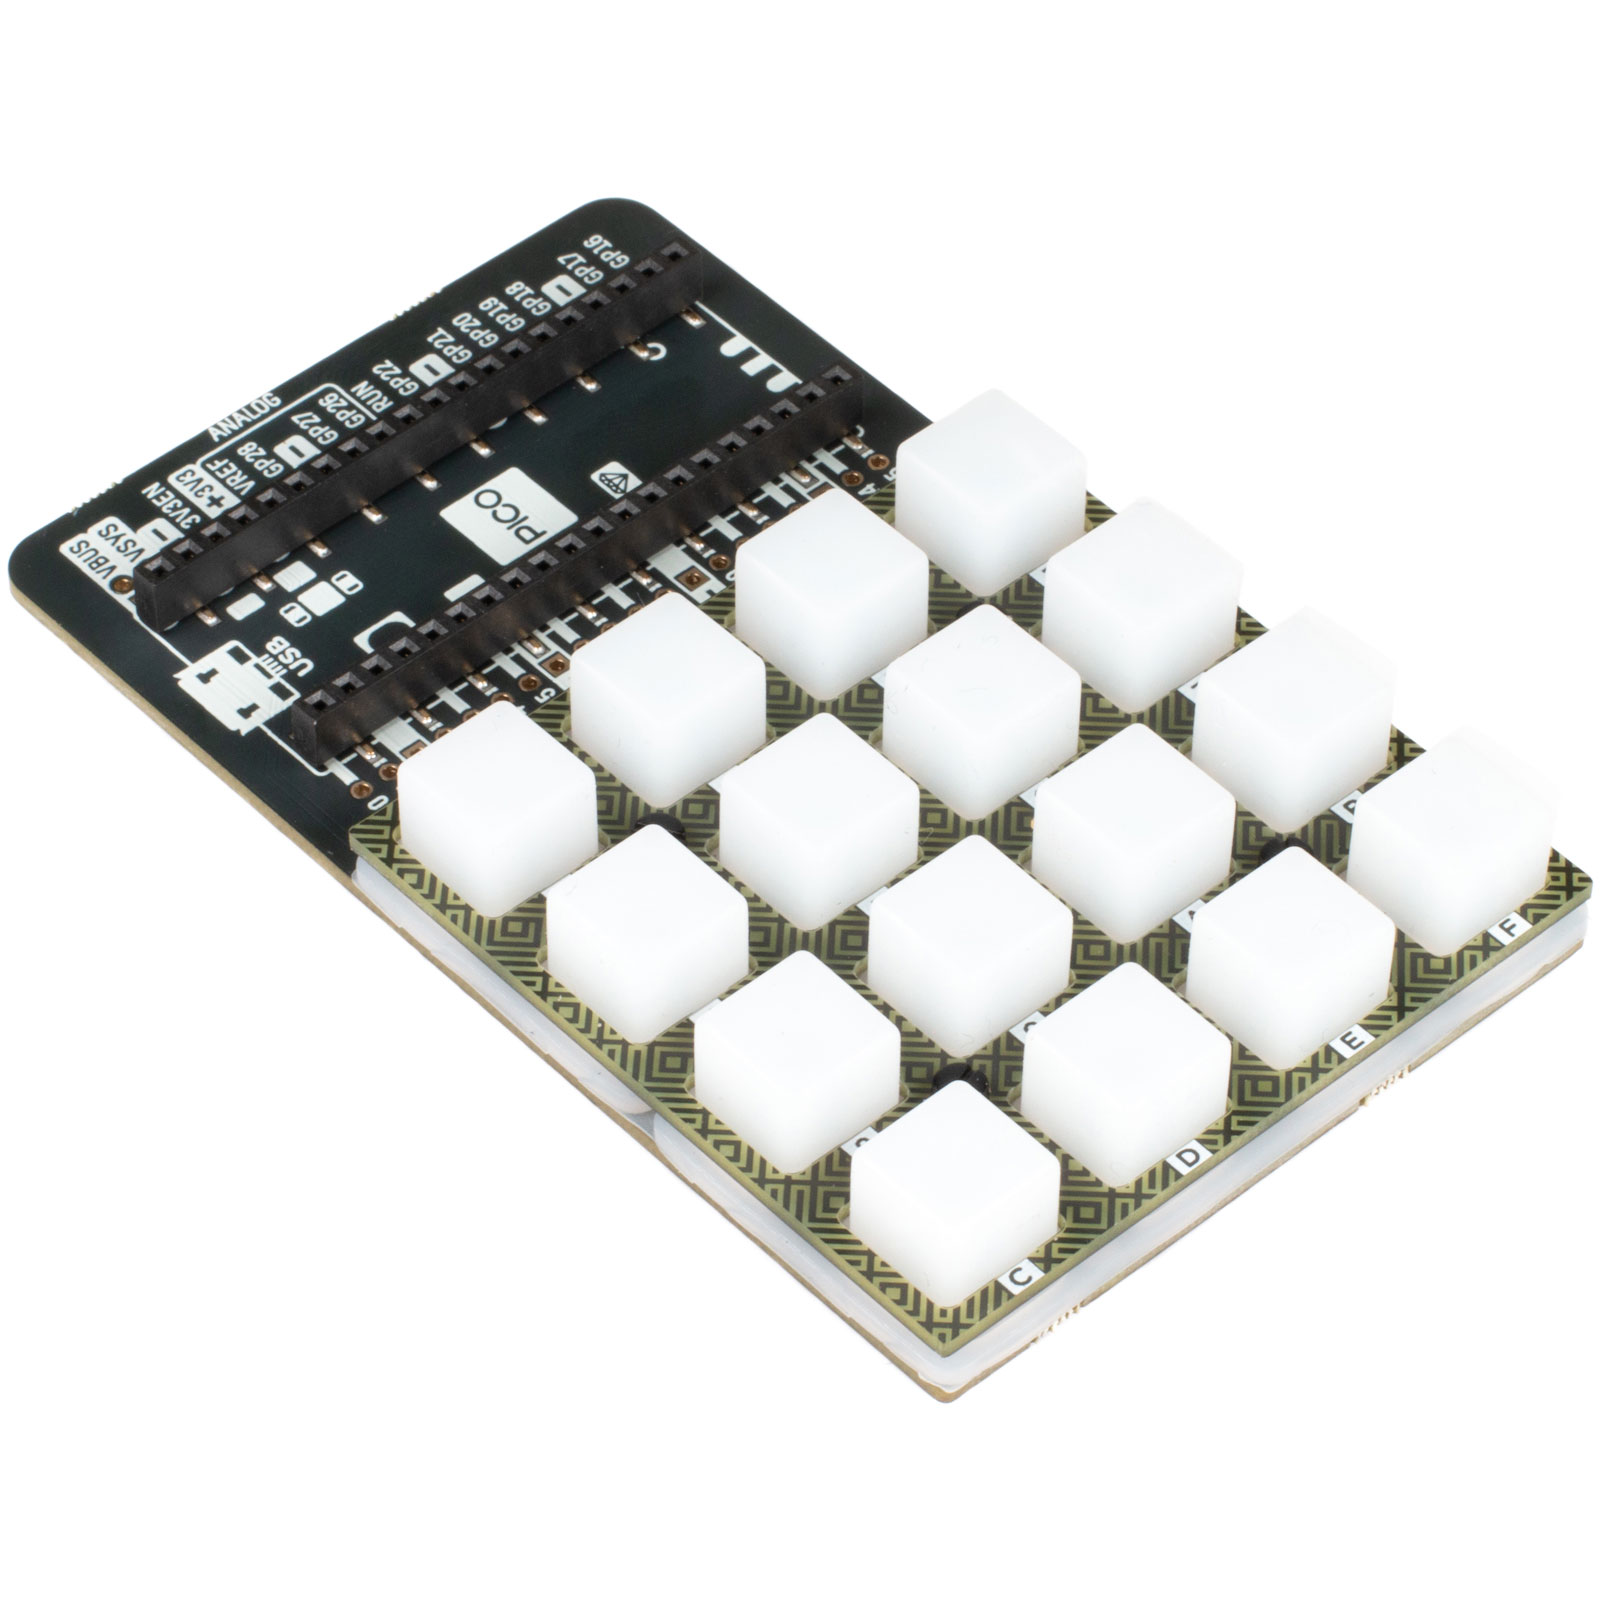 GP16
GP17
GP18
GP19
GP20
GP21
GP22
RUN
GP26
GP27
GP28
ANALOG
VREF
+3V3
3V3EN
-
VSYS
VBUS
PICO
USB
0
5
4
F
E
D
C